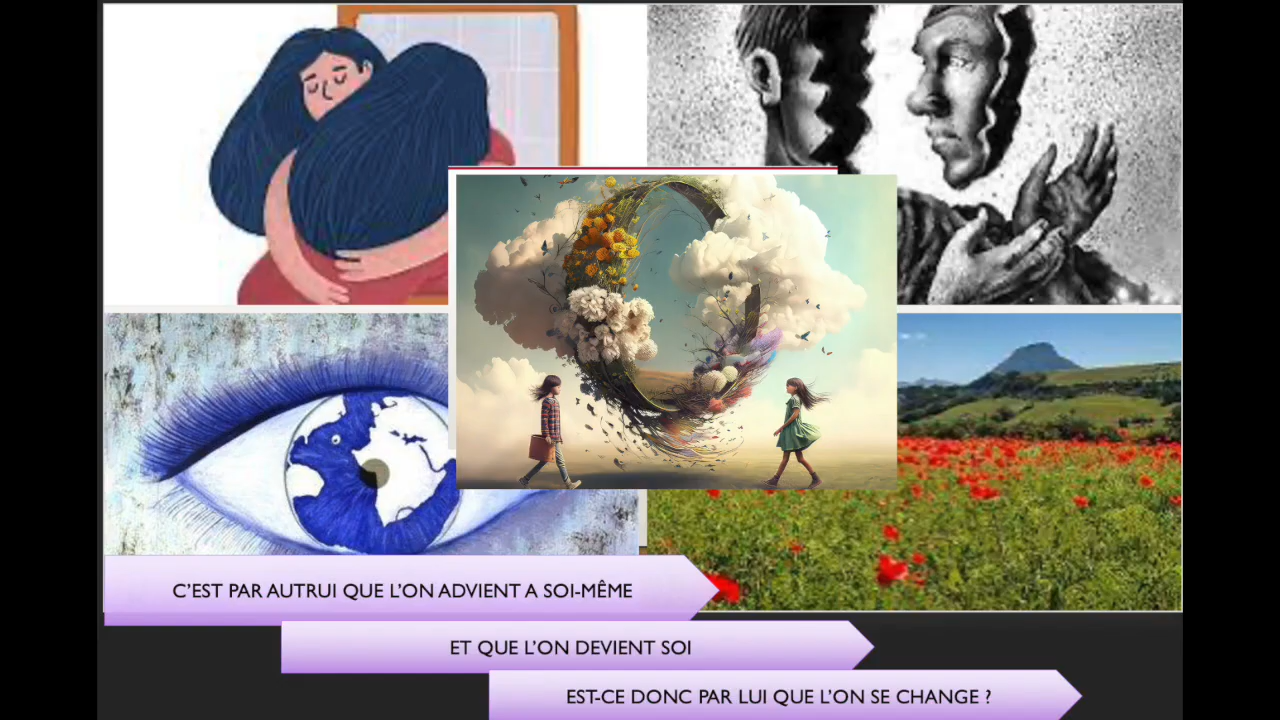 C'EST PAR AUTRUI QUE L'ON ADVIENT A SOI-MÊME
ET QUE L'ON DEVIENT SOI
EST-CE DONC PAR LUI QUE L'ON SE CHANGE ?